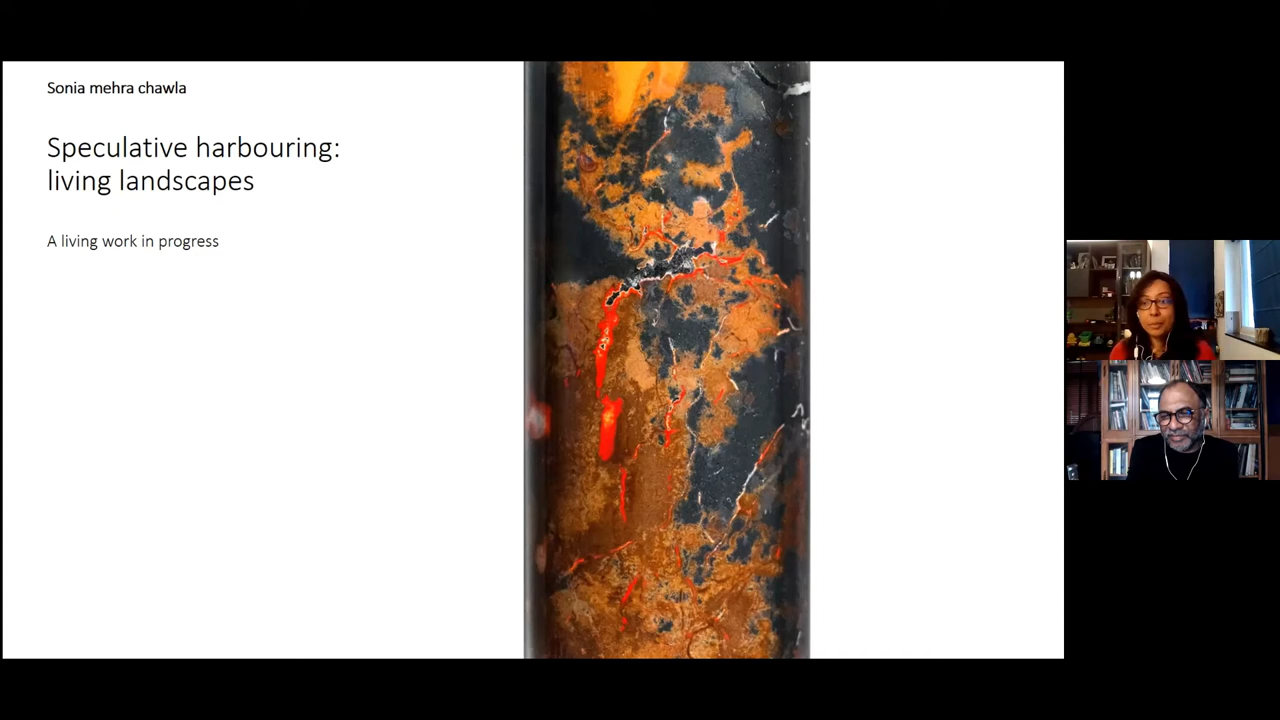 Sonia mehra chawla
Speculative harbouring:
living landscapes
A living work in progress